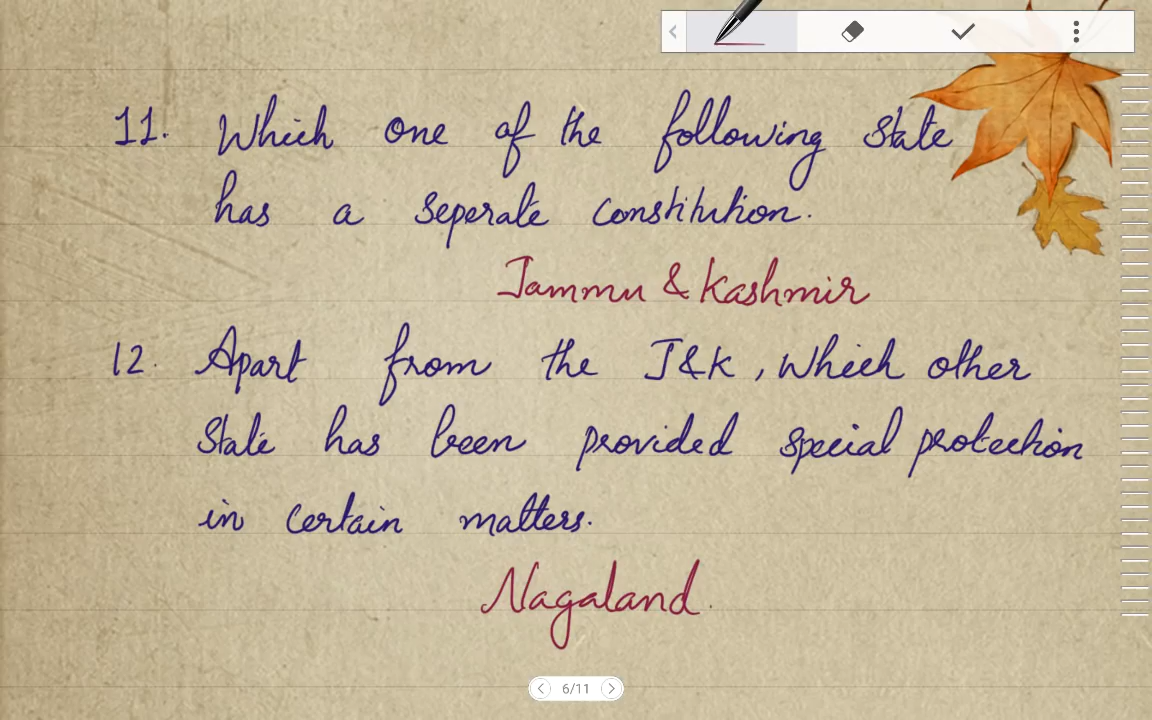 11. Which one of the following state
has a seperate constitution.
Jammu & Kashmir
12. Apart from the J&K, which other
state has been provided special protection
in certain matters.
Nagaland.
6/11